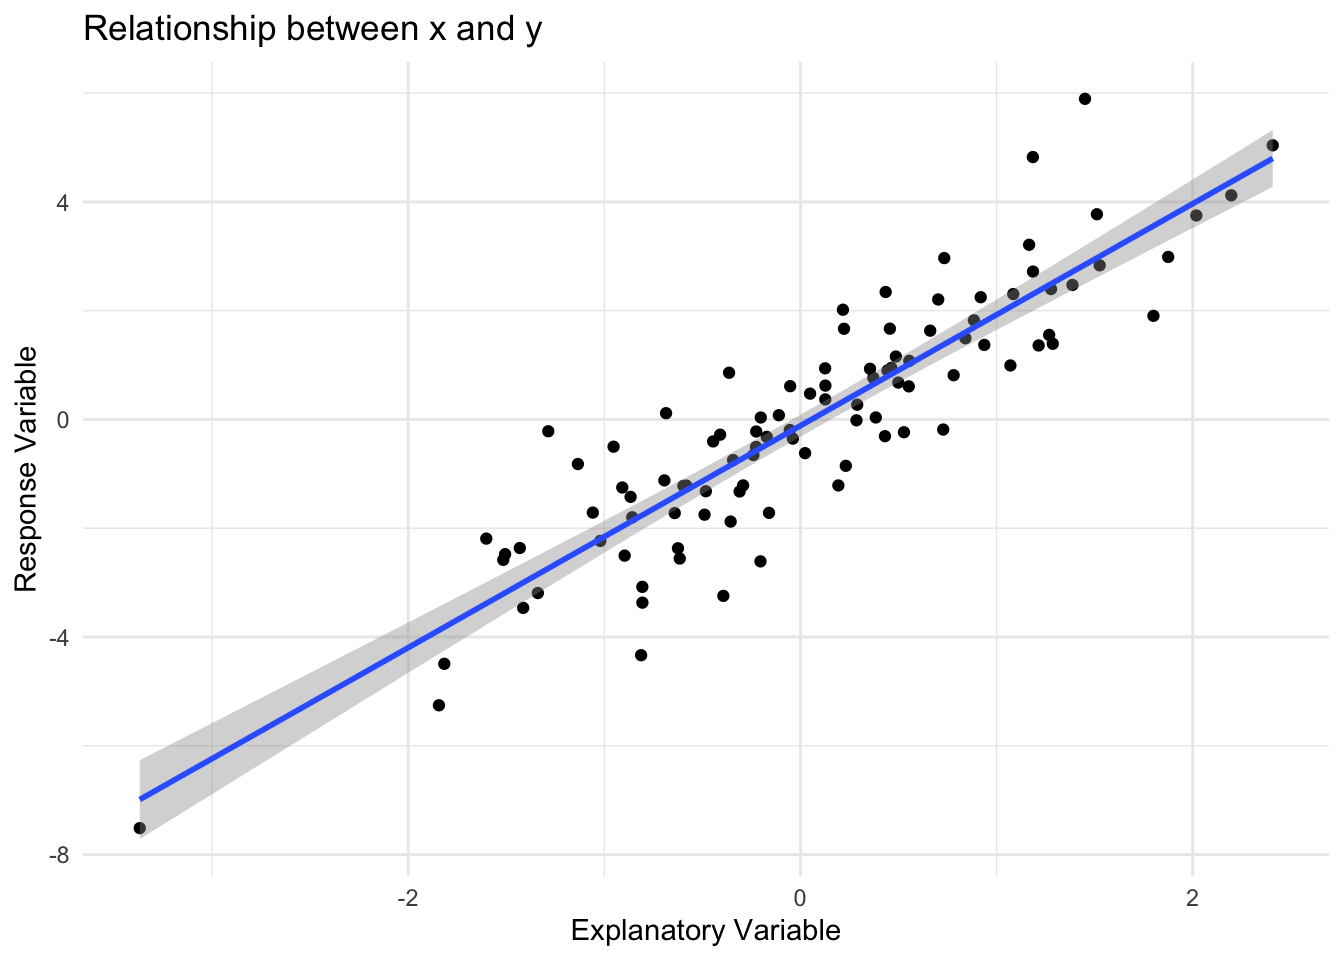 Relationship between x and y
Response Variable
4
0
-4
-8
-2
0
2
Explanatory Variable